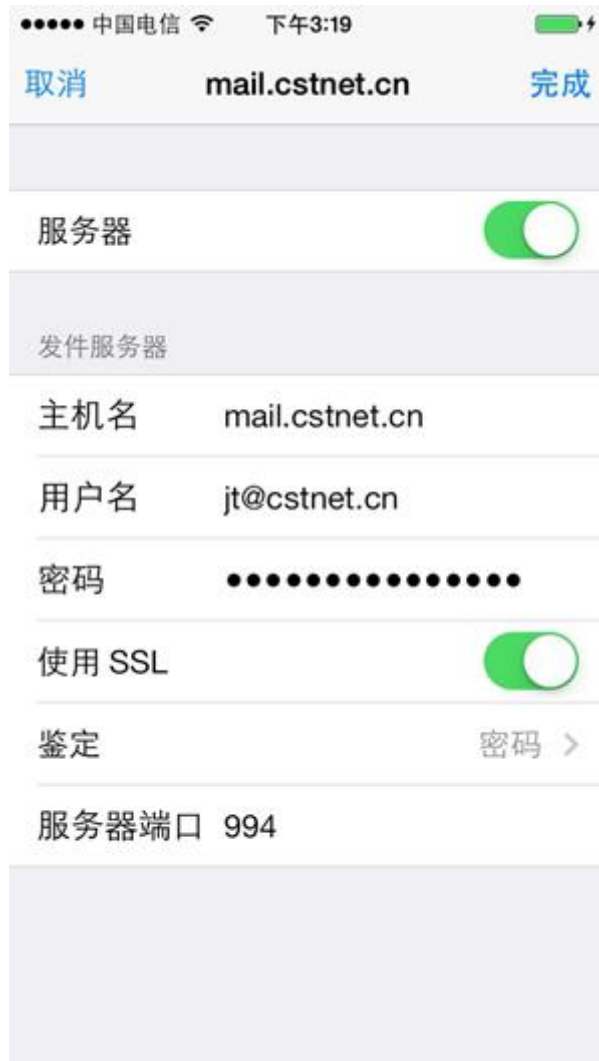 中国电信 下午3:19
取消 mail.cstnet.cn 完成
服务器
发件服务器
主机名 mail.cstnet.cn
用户名 jt@cstnet.cn
密码 ●●●●●●●●●●●●●●●
使用 SSL
鉴定 密码 >
服务器端口 994